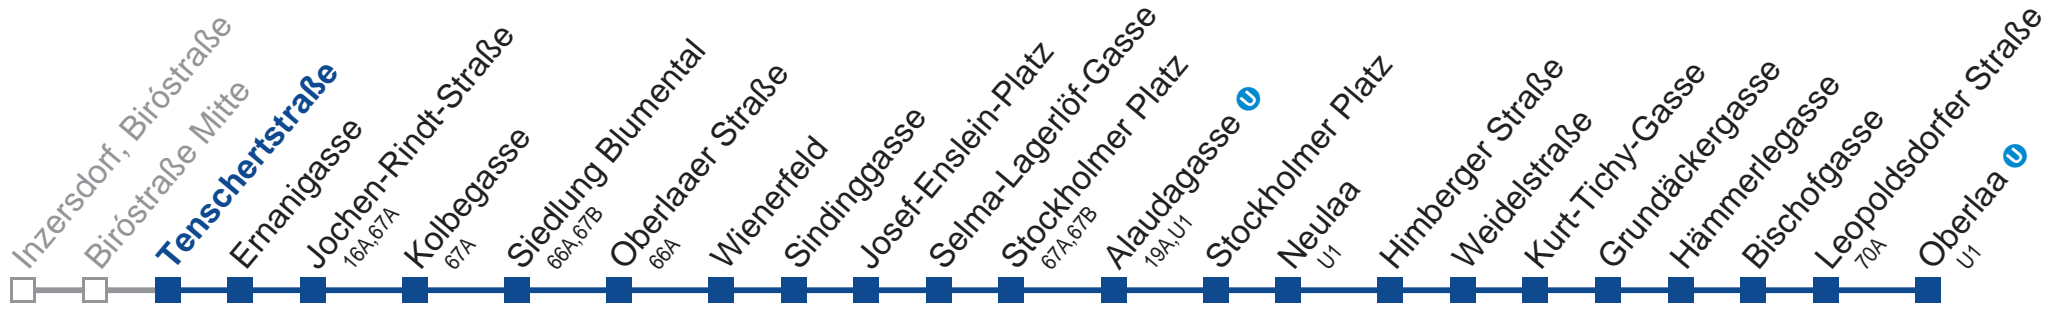 Inzersdorf, Biróstraße
Biróstraße Mitte
Tenschertstraße
Ernanigasse
Jochen-Rindt-Straße
16A,67A
Kolbegasse
67A
Siedlung Blumental
66A,67B
Oberlaaer Straße
66A
Wienerfeld
Sindinggasse
Josef-Enslein-Platz
Selma-Lagerlöf-Gasse
Stockholmer Platz
67A,67B
Alaudagasse U
19A,U1
Stockholmer Platz
Neulaa
U1
Himberger Straße
Weidelstraße
Kurt-Tichy-Gasse
Grundäckergasse
Hämmerlegasse
Bischofgasse
Leopoldsdorfer Straße
70A
Oberlaa U
U1